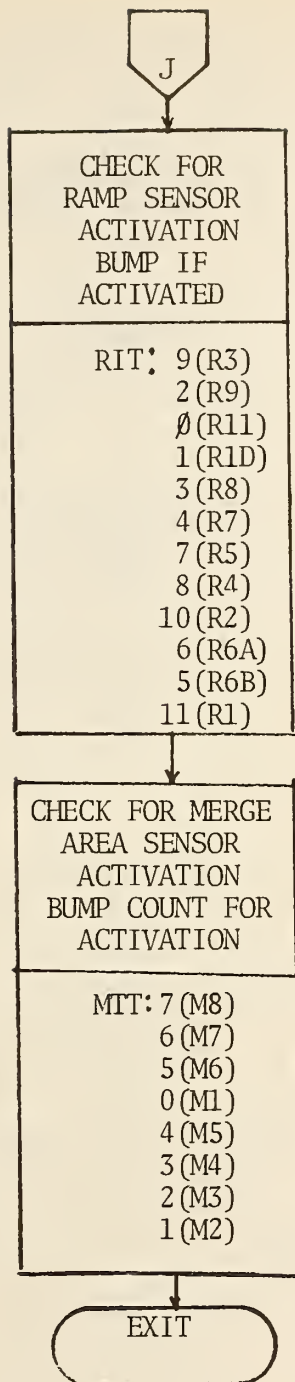 J
CHECK FOR
RAMP SENSOR
ACTIVATION
BUMP IF
ACTIVATED
RIT: 9(R3)
2(R9)
Ø(R11)
1(R1D)
3(R8)
4(R7)
7(R5)
8(R4)
10(R2)
6(R6A)
5(R6B)
11(R1)
CHECK FOR MERGE
AREA SENSOR
ACTIVATION
BUMP COUNT FOR
ACTIVATION
MTT: 7(M8)
6(M7)
5(M6)
0(M1)
4(M5)
3(M4)
2(M3)
1(M2)
EXIT